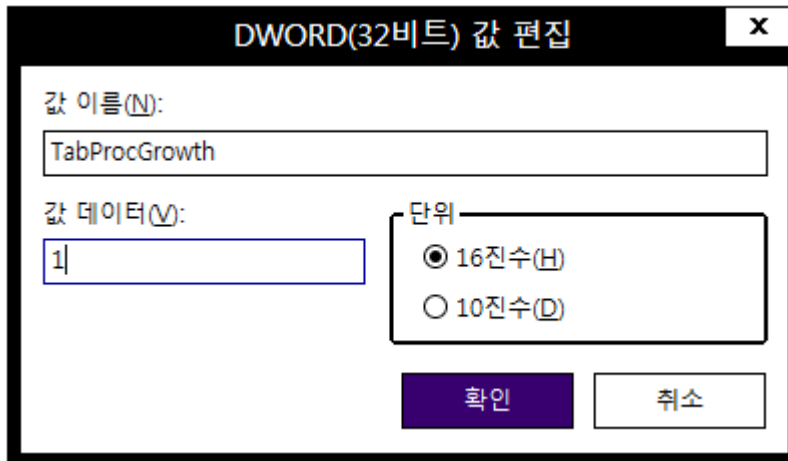 DWORD(32비트) 값 편집
x
값 이름(N):
TabProcGrowth
값 데이터(V):
1
단위
16진수(H)
10진수(D)
확인
취소